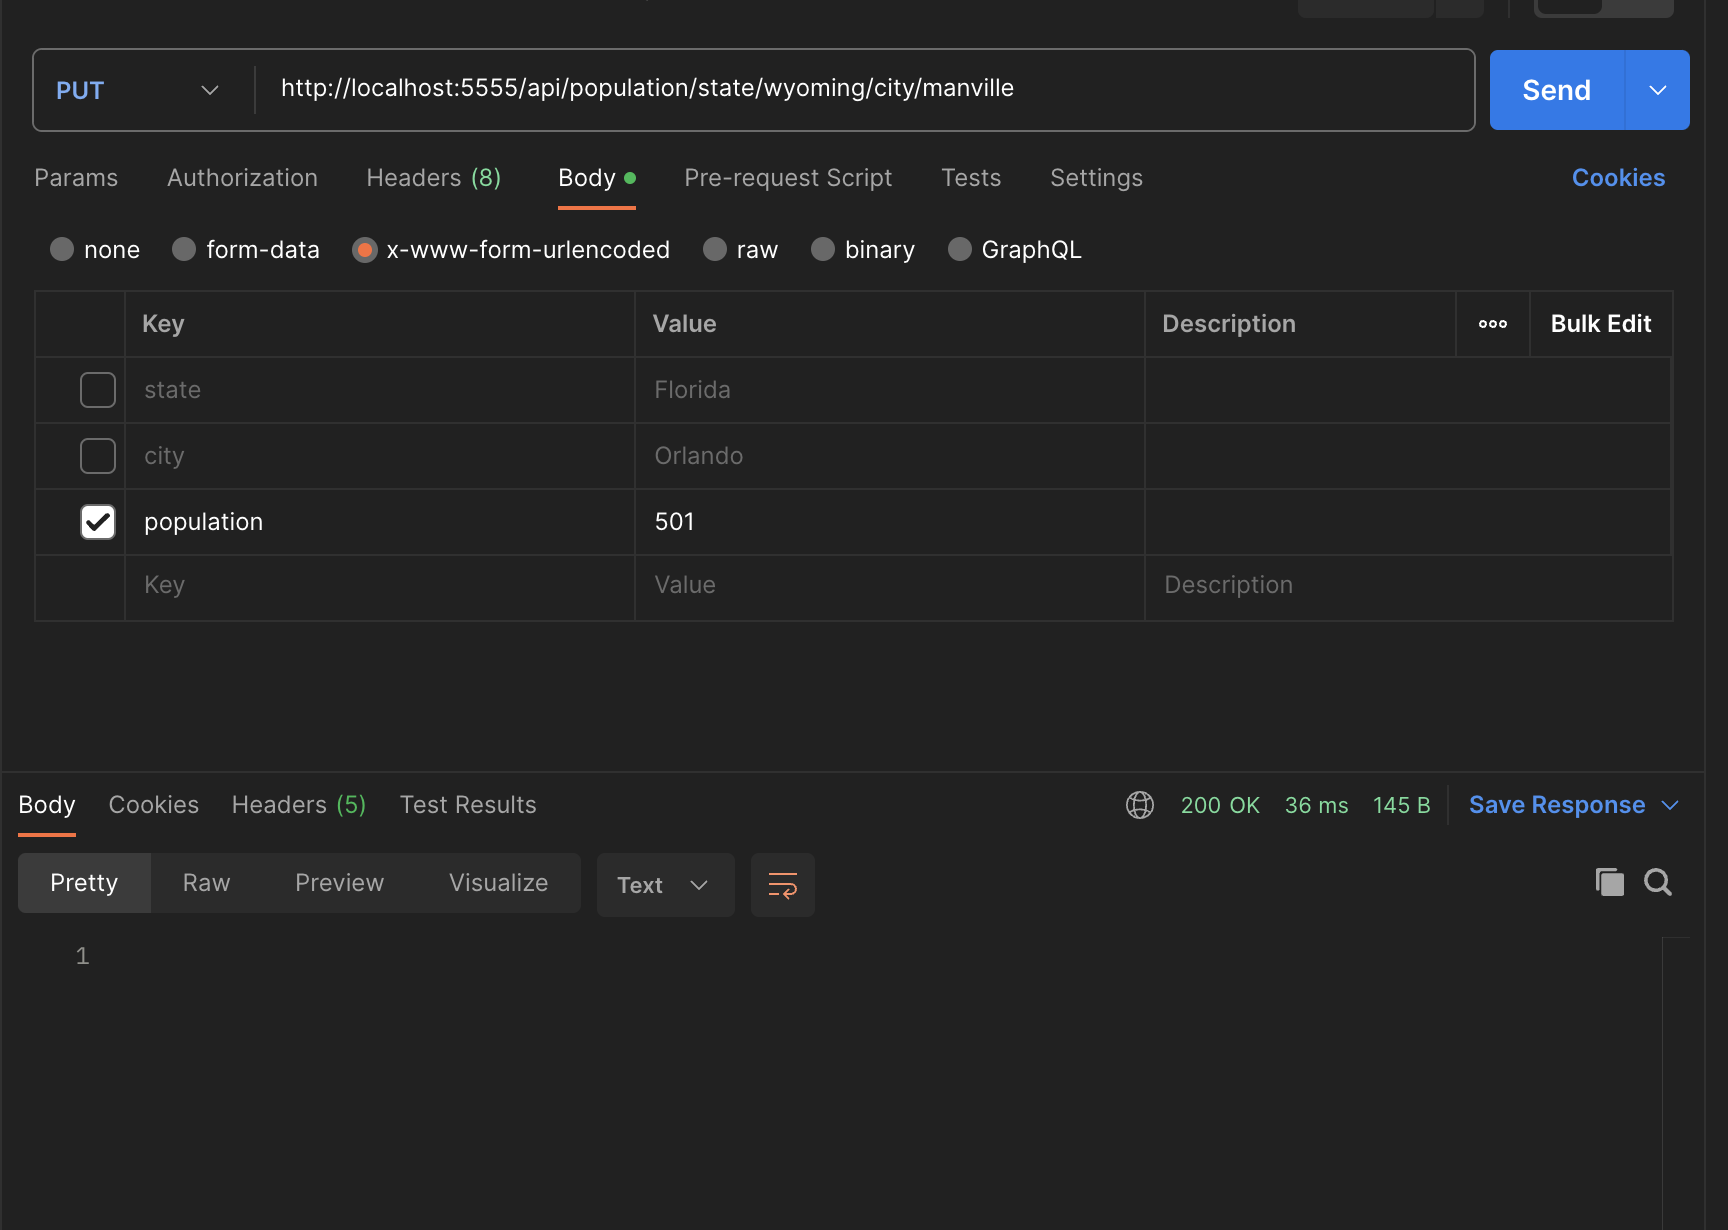 PUT http://localhost:5555/api/population/state/wyoming/city/manville Send
Params Authorization Headers (8) Body Pre-request Script Tests Settings Cookies
none form-data x-www-form-urlencoded raw binary GraphQL
Key Value Description Bulk Edit
state Florida
city Orlando
population 501
Key Value Description
Body Cookies Headers (5) Test Results 200 OK 36 ms 145 B Save Response
Pretty Raw Preview Visualize Text
1